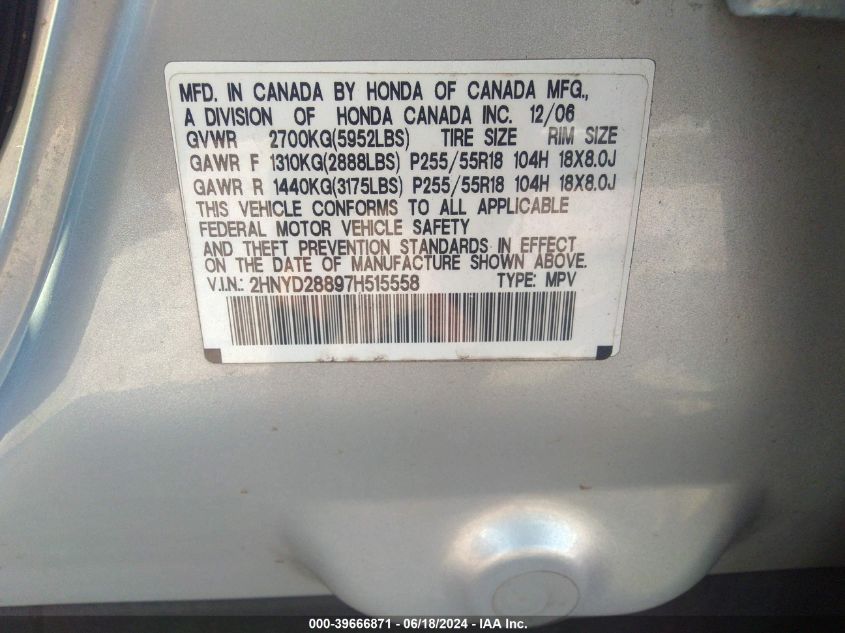 MFD. IN CANADA BY HONDA OF CANADA MFG.,
A DIVISION OF HONDA CANADA INC. 12/06
GVWR 2700KG(5952LBS) TIRE SIZE RIM SIZE
GAWR F 1310KG(2888LBS) P255/55R18 104H 18X8.0J
GAWR R 1440KG(3175LBS) P255/55R18 104H 18X8.0J
THIS VEHICLE CONFORMS TO ALL APPLICABLE
FEDERAL MOTOR VEHICLE SAFETY
AND THEFT PREVENTION STANDARDS IN EFFECT
ON THE DATE OF MANUFACTURE SHOWN ABOVE.
V.I.N.: 2HNYD28897H515558 TYPE: MPV
000-39666871 / 06/18/2024 - IAA Inc.